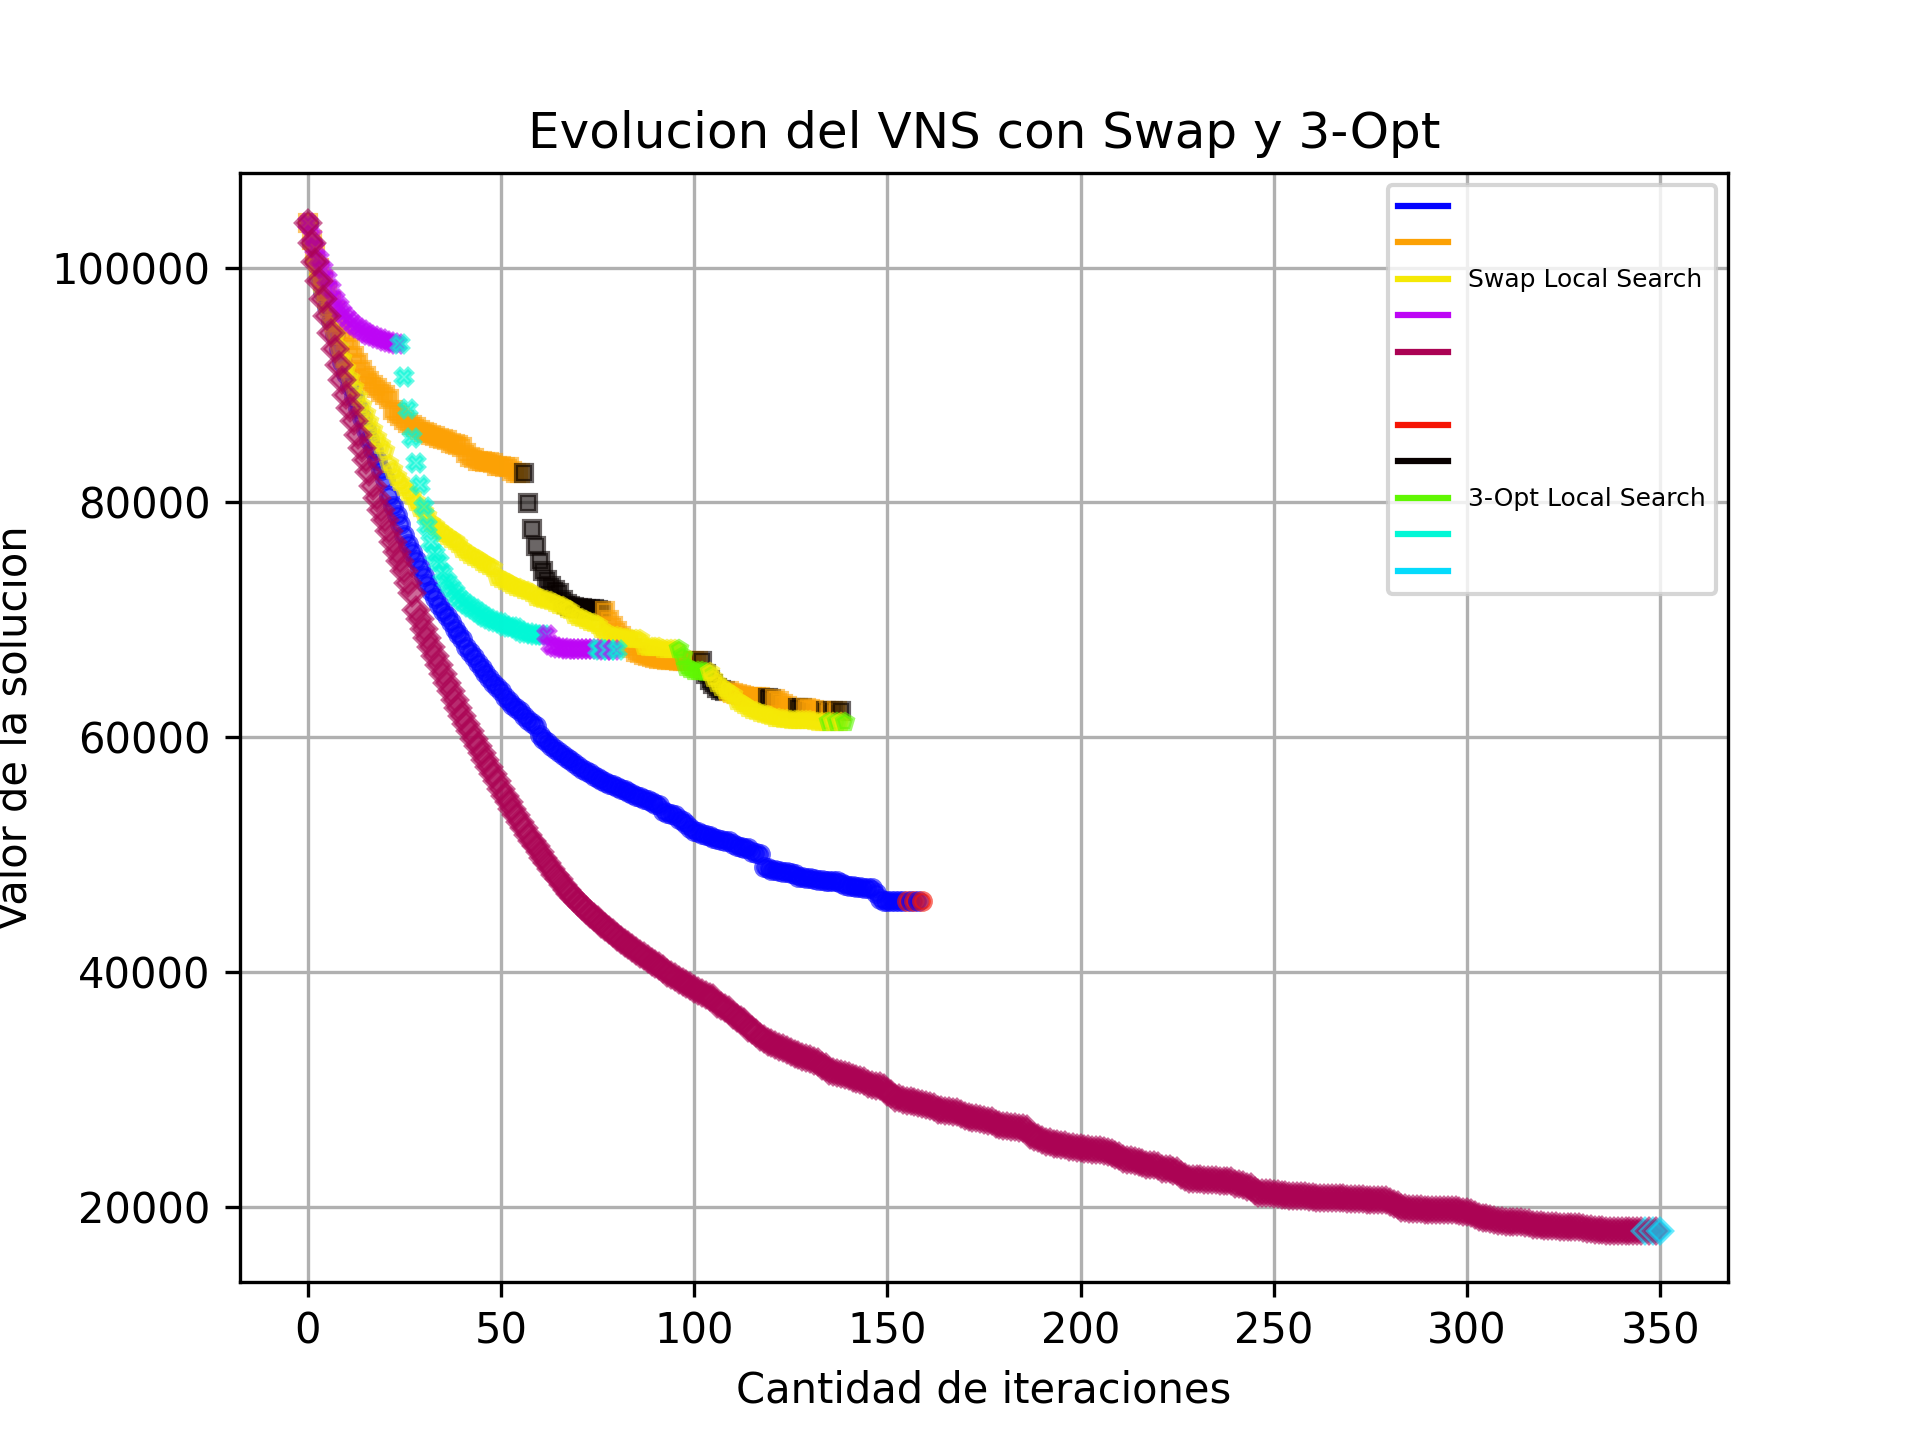 Evolucion del VNS con Swap y 3-Opt
Valor de la solucion
100000
80000
60000
40000
20000
Swap Local Search
3-Opt Local Search
0 50 100 150 200 250 300 350
Cantidad de iteraciones